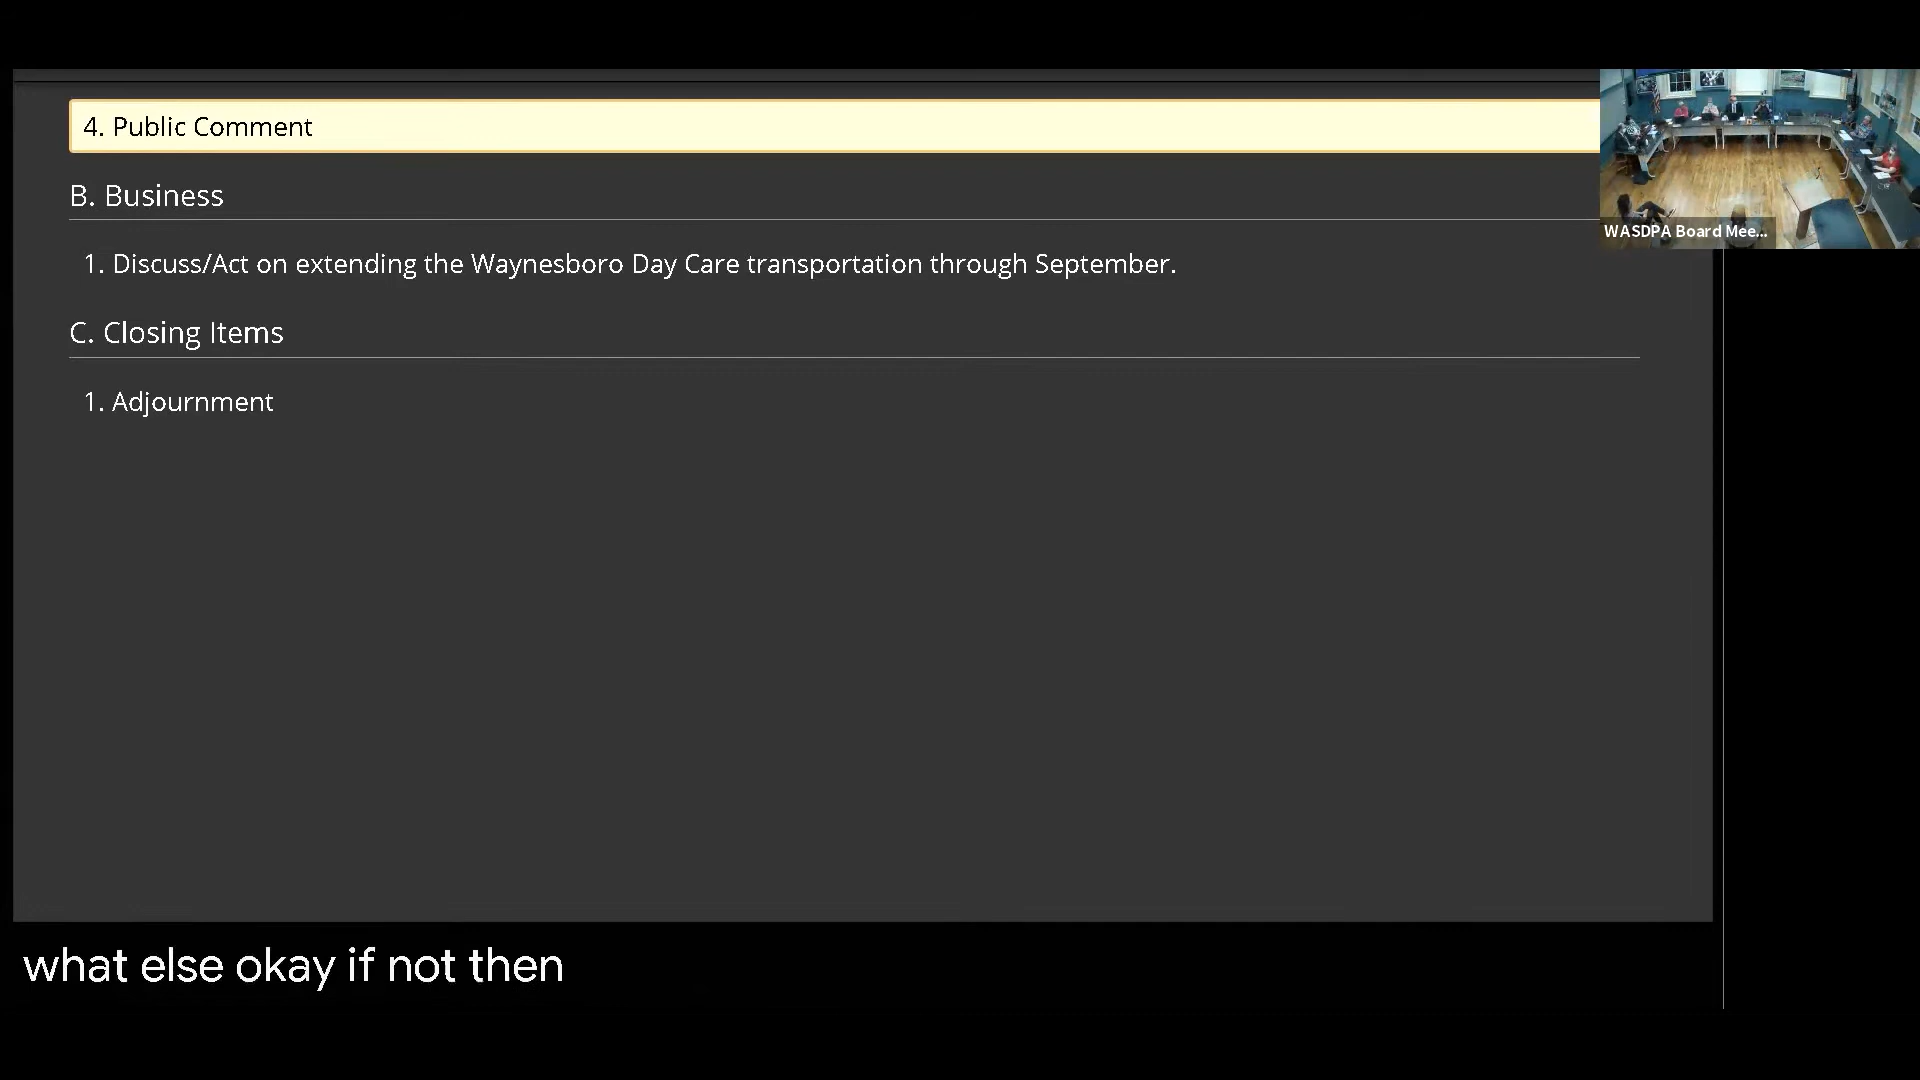 4. Public Comment
B. Business
1. Discuss/Act on extending the Waynesboro Day Care transportation through September.
C. Closing Items
1. Adjournment
WASDPA Board Mee...
what else okay if not then